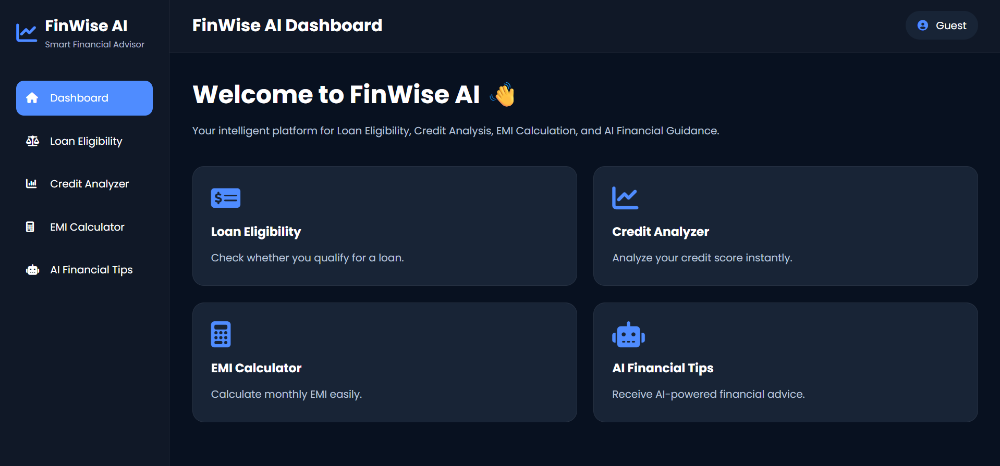 FinWise AI
Smart Financial Advisor
Dashboard
Loan Eligibility
Credit Analyzer
EMI Calculator
AI Financial Tips
FinWise AI Dashboard
Guest
Welcome to FinWise AI 👋
Your intelligent platform for Loan Eligibility, Credit Analysis, EMI Calculation, and AI Financial Guidance.
Loan Eligibility
Check whether you qualify for a loan.
Credit Analyzer
Analyze your credit score instantly.
EMI Calculator
Calculate monthly EMI easily.
AI Financial Tips
Receive AI-powered financial advice.